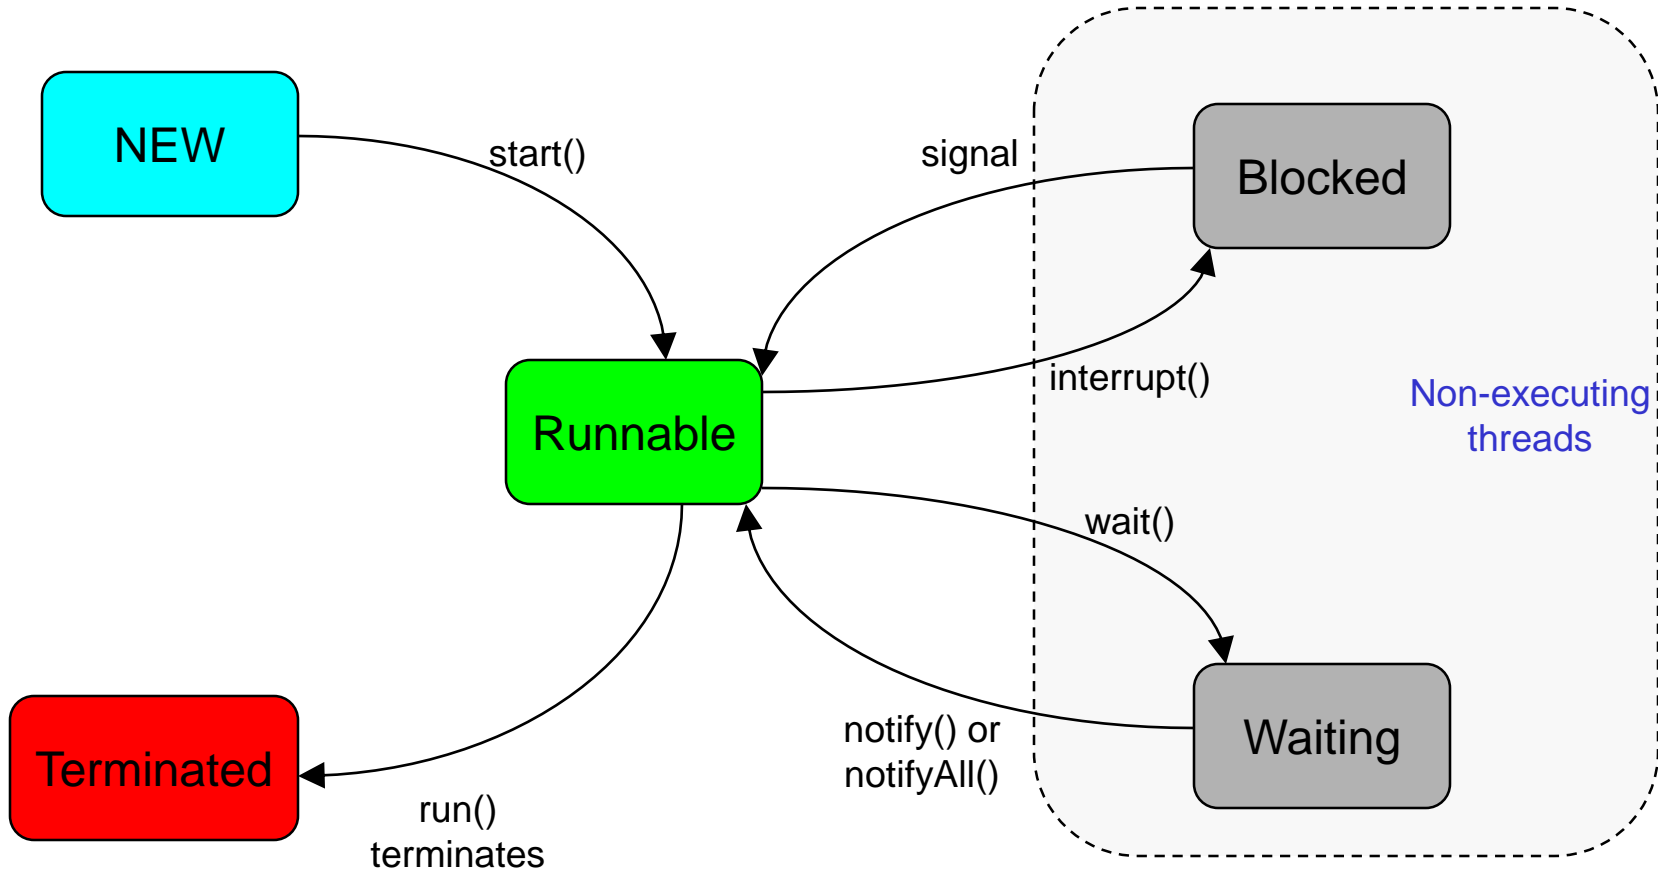 NEW
start()
signal
Blocked
interrupt()
Non-executing
threads
Runnable
wait()
notify() or
notifyAll()
Waiting
Terminated
run()
terminates